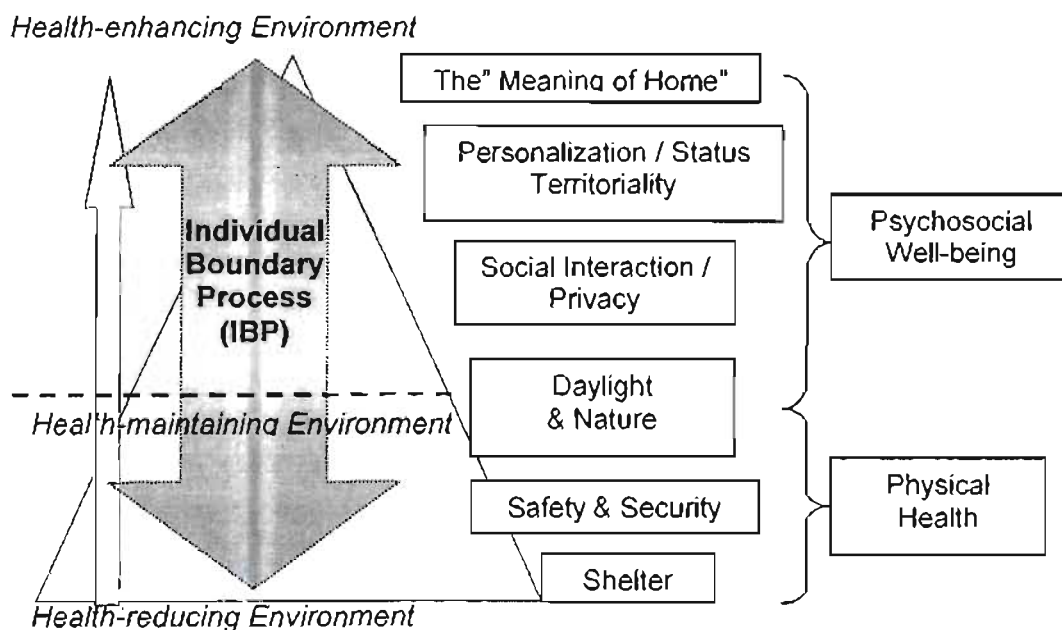 Health-enhancing Environment
The" Meaning of Home"
Personalization / Status
Territoriality
Individual
Boundary
Process
(IBP)
Social Interaction /
Privacy
Psychosocial
Well-being
Daylight
& Nature
Health-maintaining Environment
Safety & Security
Physical
Health
Shelter
Health-reducing Environment